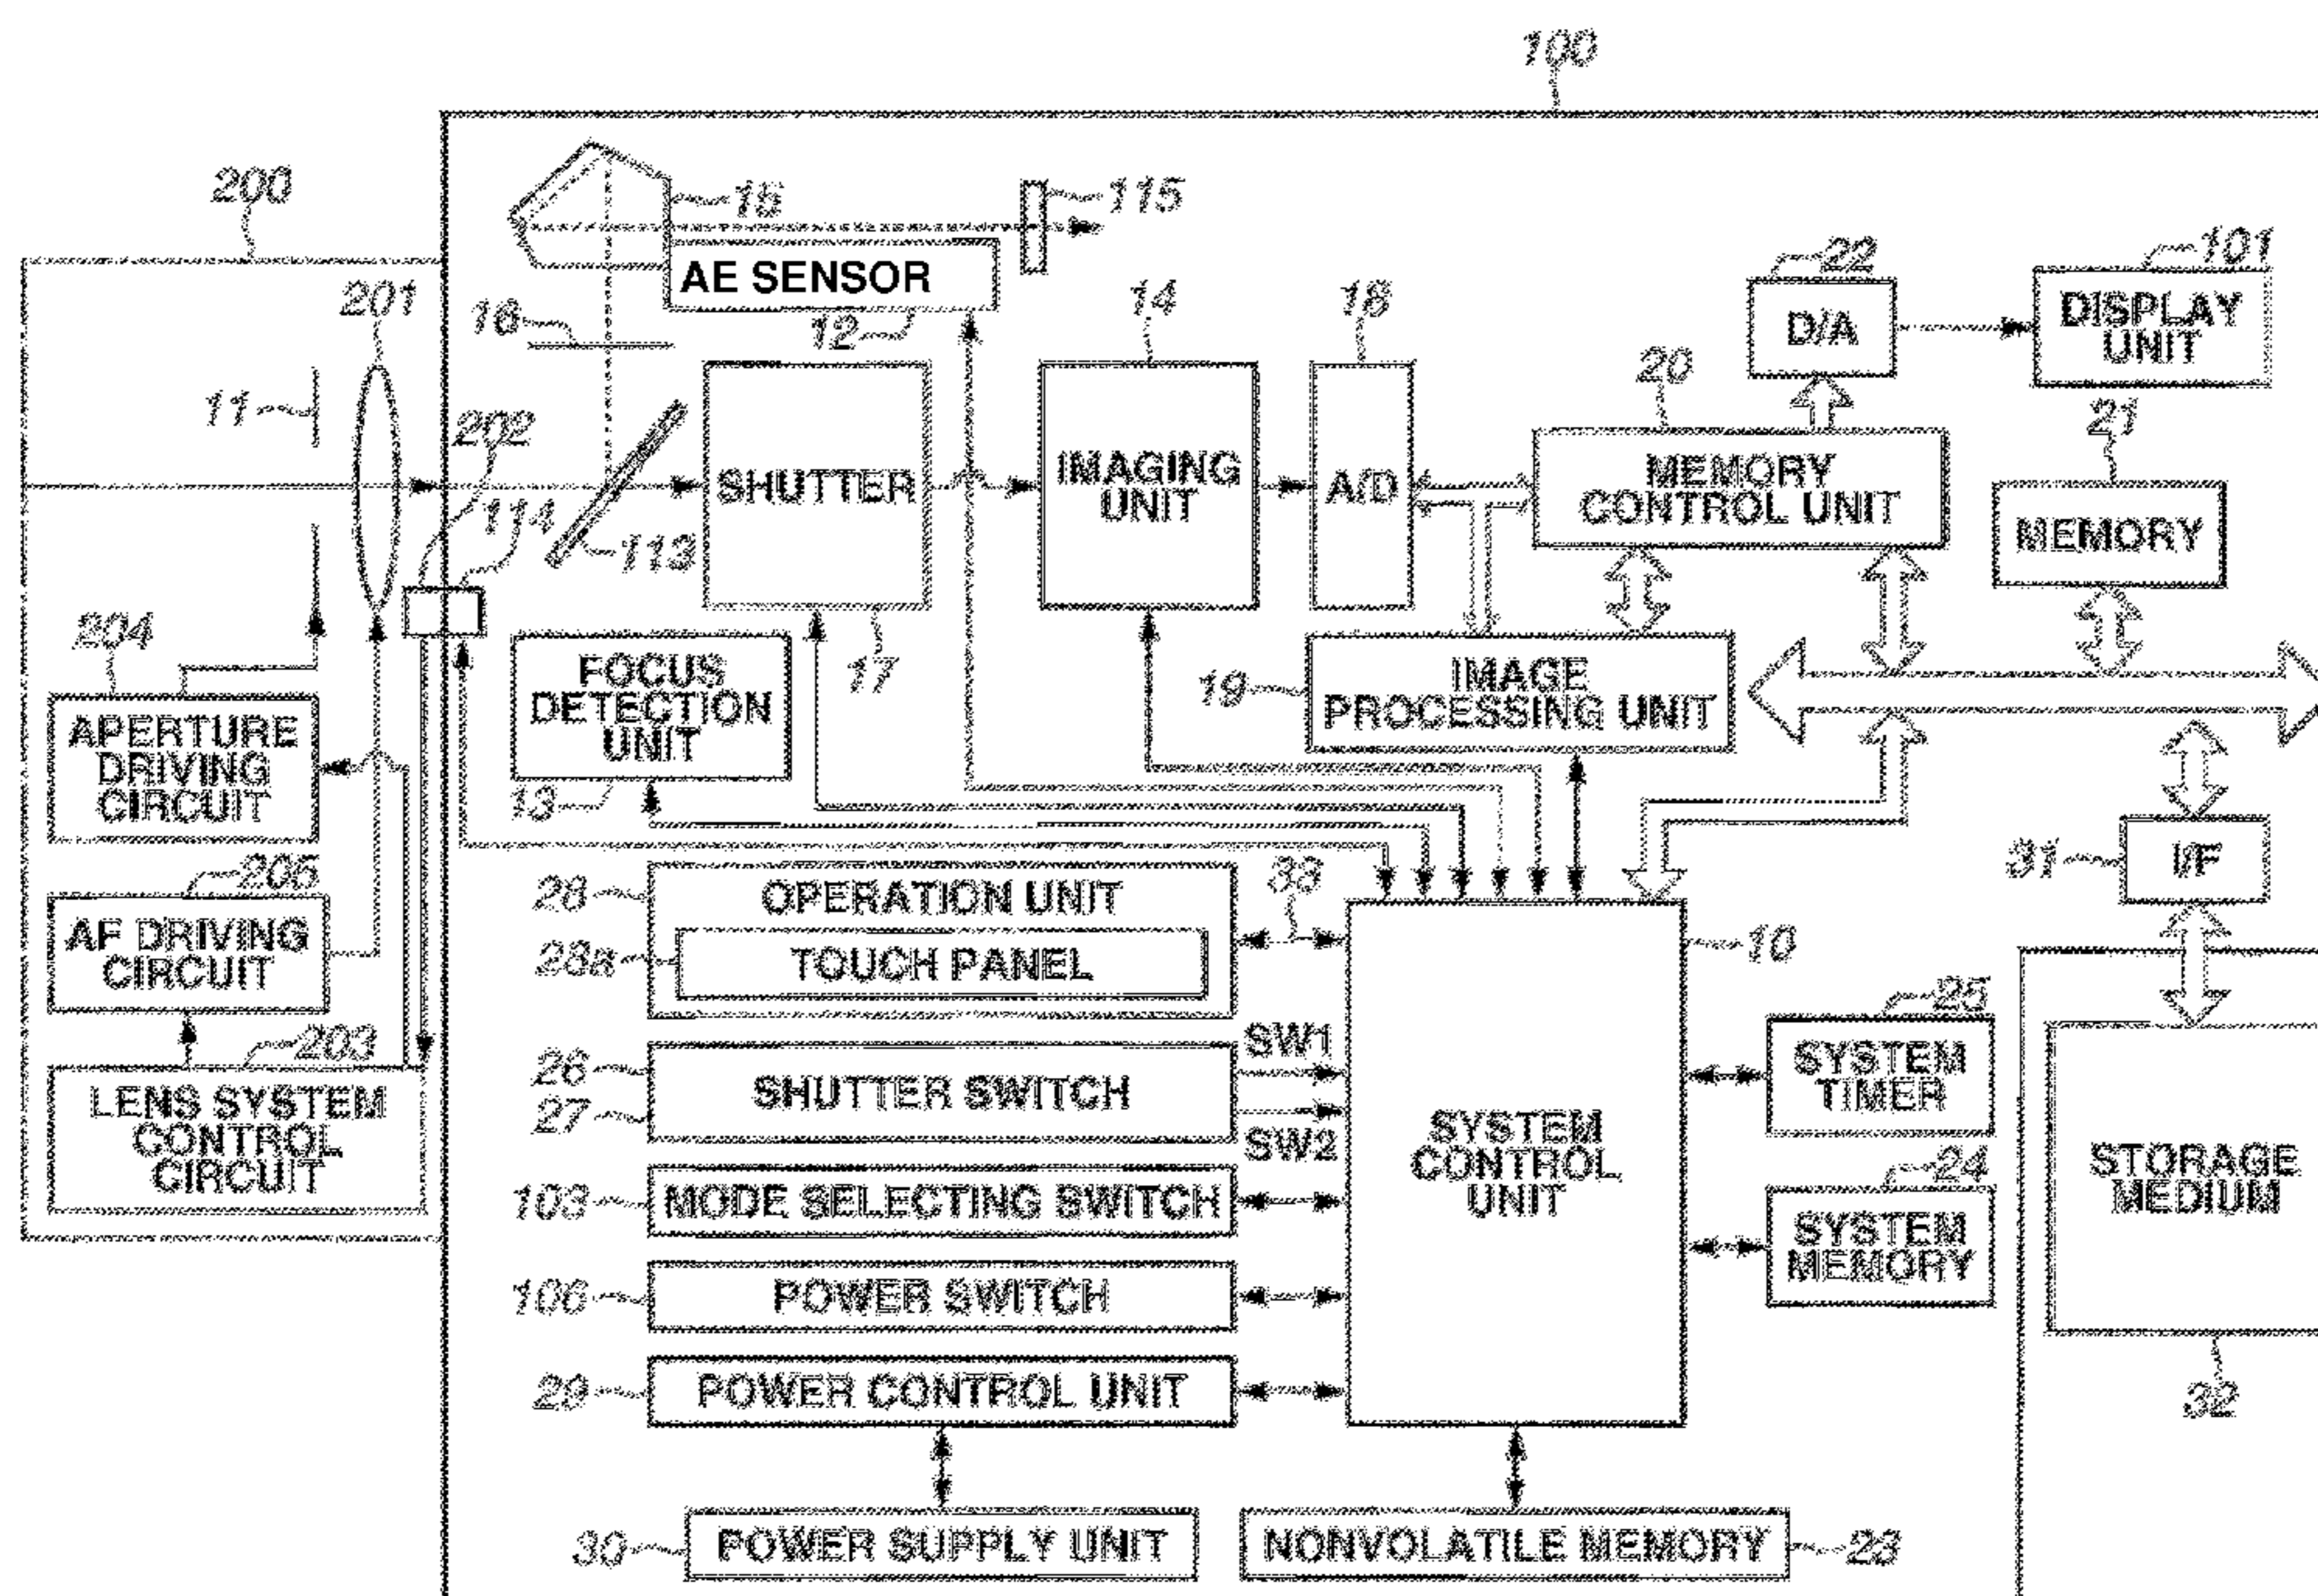 100
200
15
115
AE SENSOR
201
16
12
14
18
22
101
D/A
DISPLAY
UNIT
11
202
20
21
SHUTTER
IMAGING
UNIT
A/D
MEMORY
CONTROL UNIT
114
113
MEMORY
204
17
FOCUS
DETECTION
UNIT
19
IMAGE
PROCESSING UNIT
APERTURE
DRIVING
CIRCUIT
13
31
I/F
205
28
OPERATION UNIT
33
AF DRIVING
CIRCUIT
28a
TOUCH PANEL
10
25
203
SW1
26
27
SHUTTER SWITCH
SYSTEM
TIMER
LENS SYSTEM
CONTROL
CIRCUIT
SW2
SYSTEM
CONTROL
UNIT
24
STORAGE
MEDIUM
103
MODE SELECTING SWITCH
SYSTEM
MEMORY
106
POWER SWITCH
29
POWER CONTROL UNIT
32
30
POWER SUPPLY UNIT
NONVOLATILE MEMORY
23